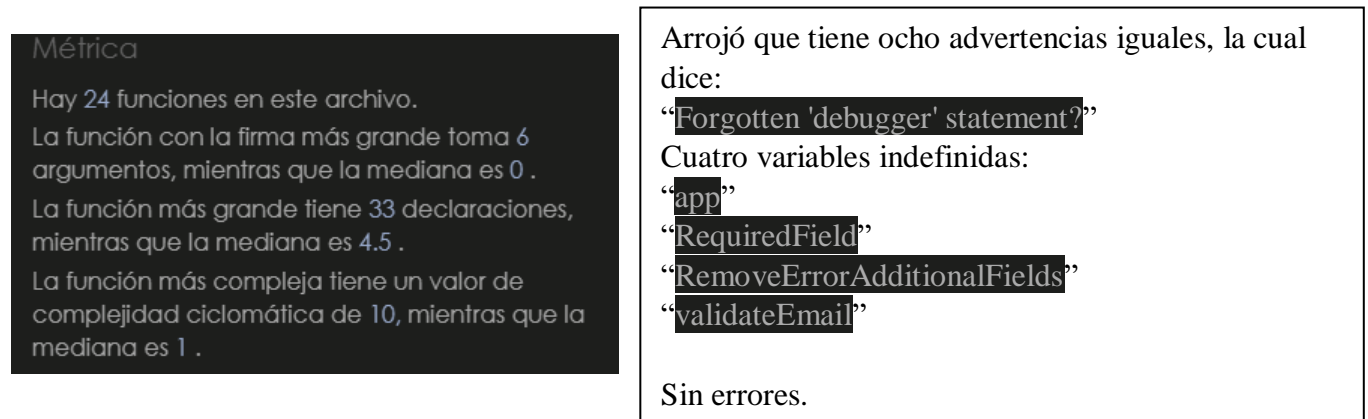 Métrica
Hay 24 funciones en este archivo.
La función con la firma más grande toma 6
argumentos, mientras que la mediana es 0 .
La función más grande tiene 33 declaraciones,
mientras que la mediana es 4.5 .
La función más compleja tiene un valor de
complejidad ciclomática de 10, mientras que la
mediana es 1 .
Arrojó que tiene ocho advertencias iguales, la cual
dice:
“Forgotten 'debugger' statement?”
Cuatro variables indefinidas:
“app”
“RequiredField”
“RemoveErrorAdditionalFields”
“validateEmail”
Sin errores.